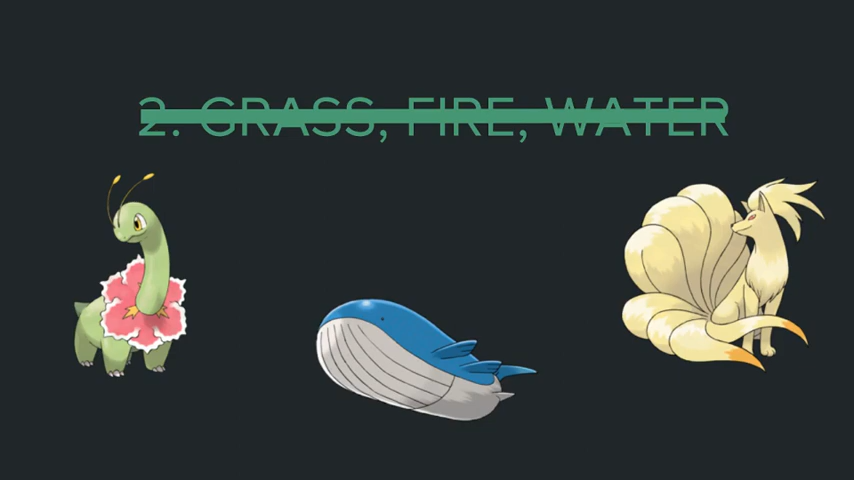 2. GRASS, FIRE, WATER